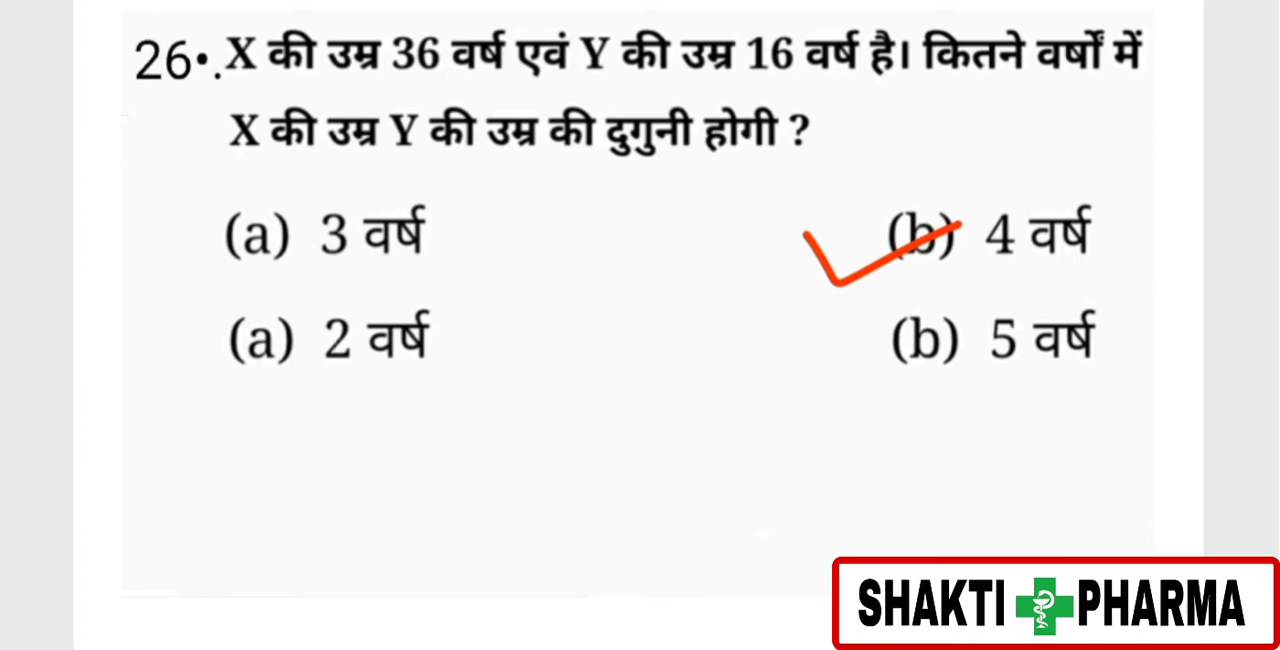 26•. X की उम्र 36 वर्ष एवं Y की उम्र 16 वर्ष है। कितने वर्षों में
X की उम्र Y की उम्र की दुगुनी होगी ?
(a) 3 वर्ष (b) 4 वर्ष
(a) 2 वर्ष (b) 5 वर्ष
SHAKTI PHARMA